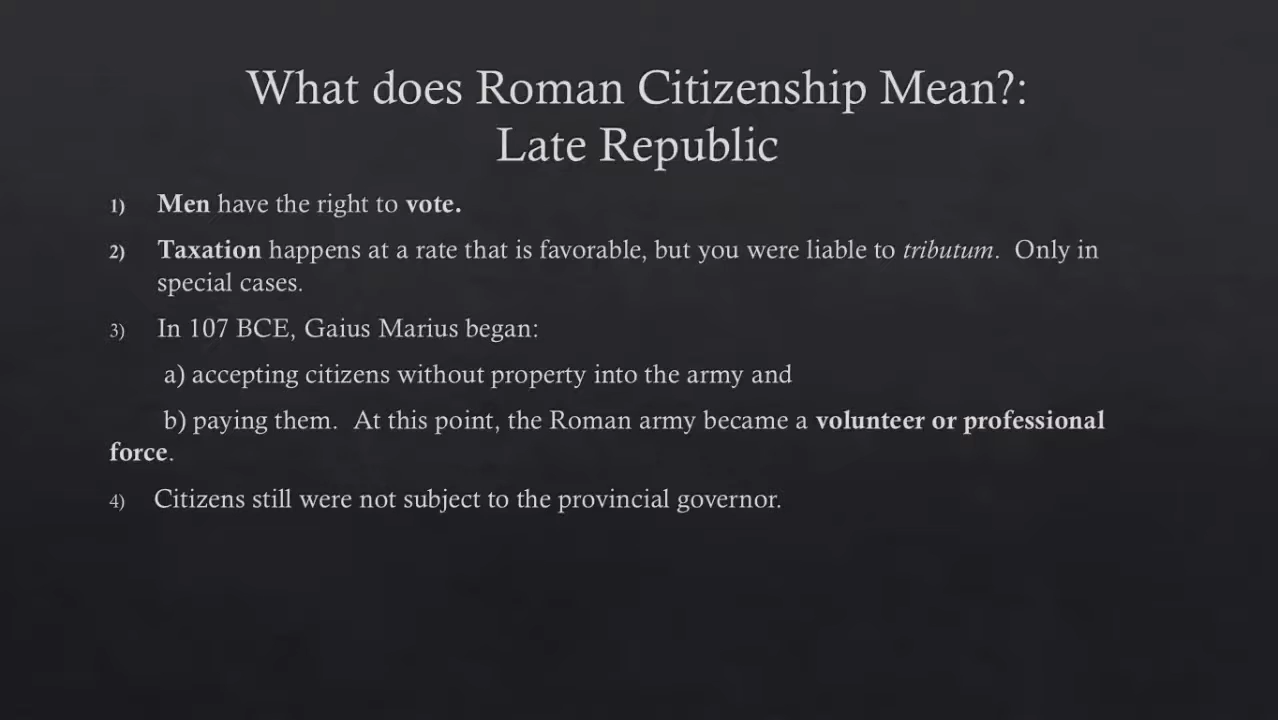 What does Roman Citizenship Mean?:
Late Republic
1) Men have the right to vote.
2) Taxation happens at a rate that is favorable, but you were liable to tributum.  Only in
special cases.
3) In 107 BCE, Gaius Marius began:
a) accepting citizens without property into the army and
b) paying them.  At this point, the Roman army became a volunteer or professional
force.
4) Citizens still were not subject to the provincial governor.